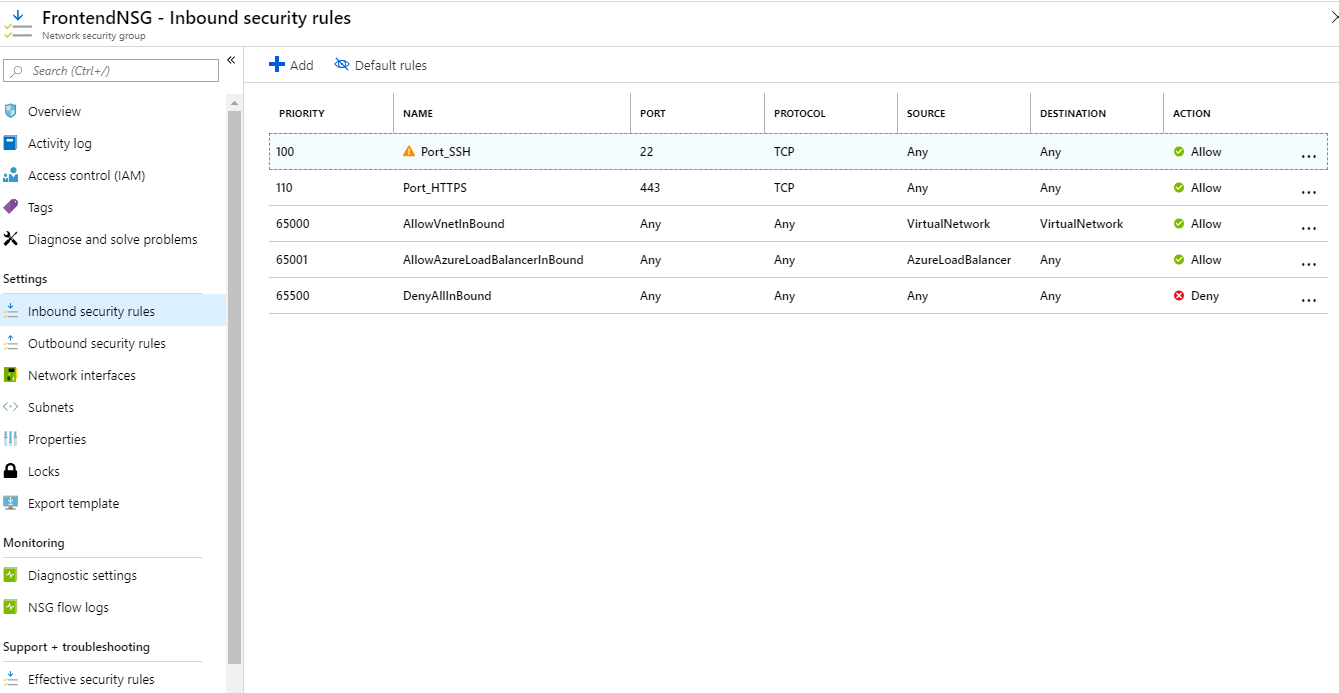 FrontendNSG - Inbound security rules
Network security group
Search (Ctrl+/)
«
Overview
Activity log
Access control (IAM)
Tags
Diagnose and solve problems
Settings
Inbound security rules
Outbound security rules
Network interfaces
Subnets
Properties
Locks
Export template
Monitoring
Diagnostic settings
NSG flow logs
Support + troubleshooting
Effective security rules
Add Default rules
PRIORITY NAME PORT PROTOCOL SOURCE DESTINATION ACTION
100 Port_SSH 22 TCP Any Any Allow ...
110 Port_HTTPS 443 TCP Any Any Allow ...
65000 AllowVnetInBound Any Any VirtualNetwork VirtualNetwork Allow ...
65001 AllowAzureLoadBalancerInBound Any Any AzureLoadBalancer Any Allow ...
65500 DenyAllInBound Any Any Any Any Deny ...